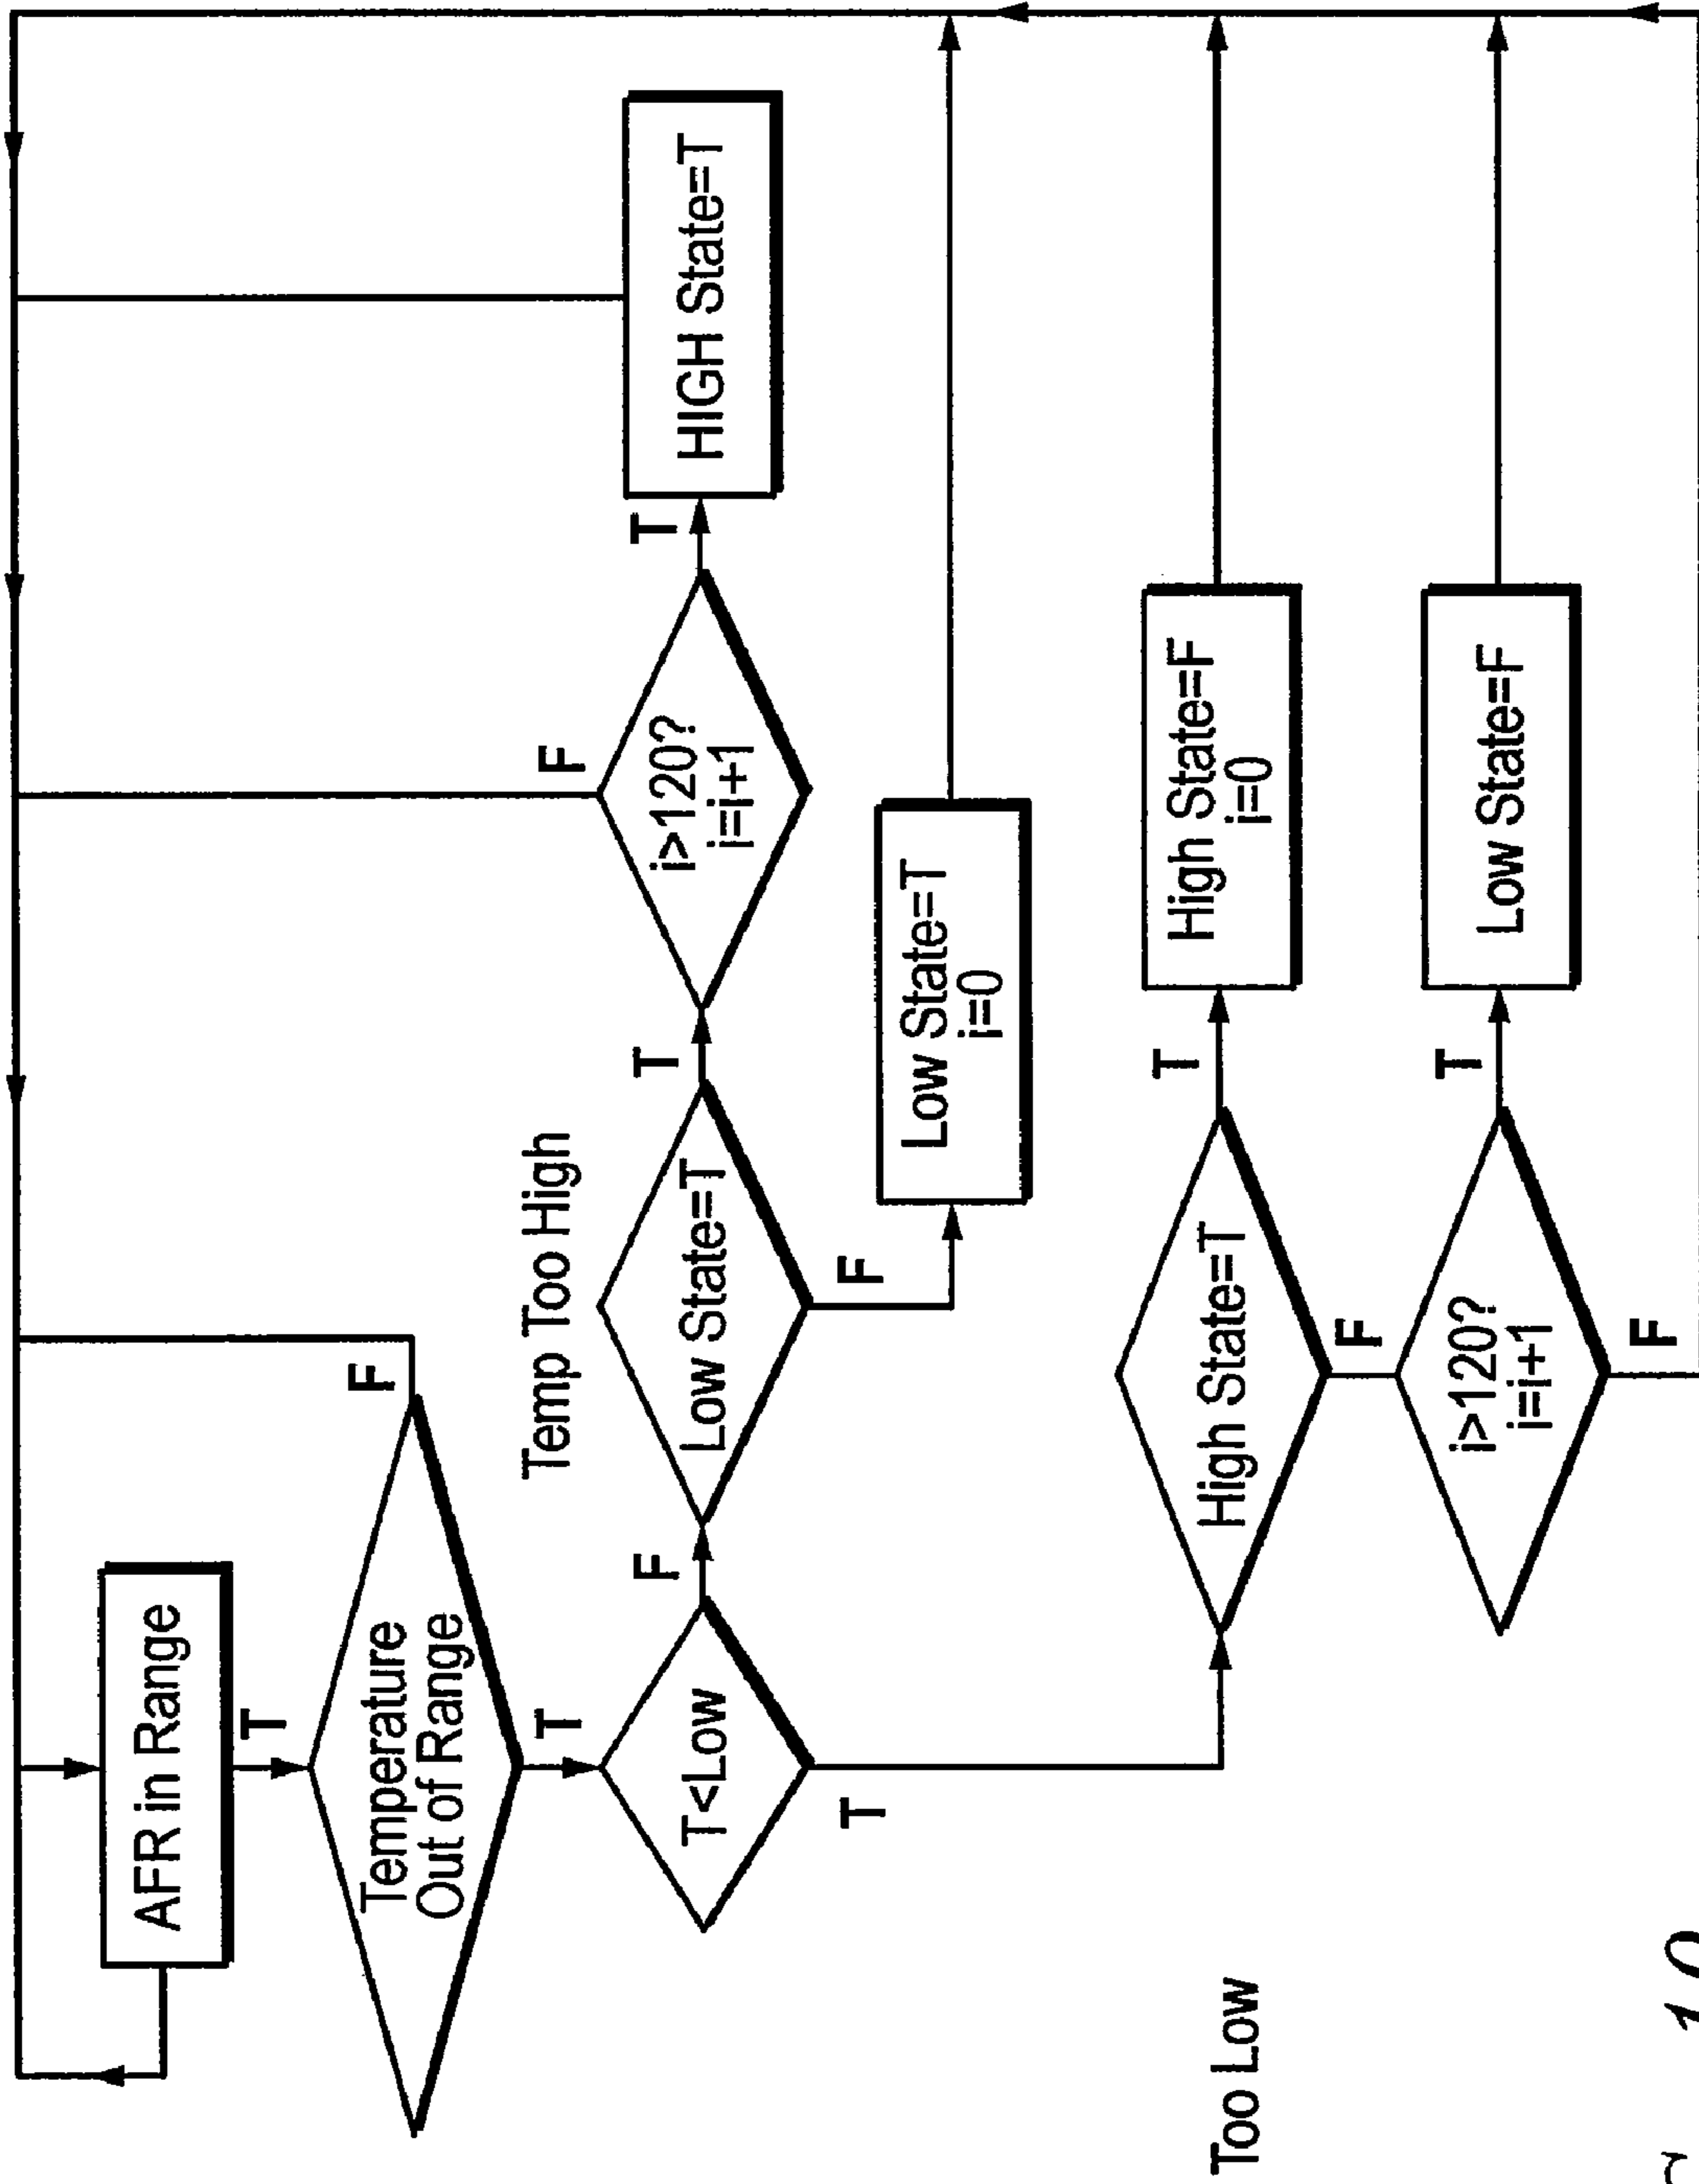 AFR in Range
T
Temperature
Out of Range
F
T
T<Low
F
T
Temp Too High
Low State=T
T
F
i>120?
i=i+1
F
T
HIGH State=T
Low State=T
i=0
Too Low
High State=T
T
F
High State=F
i=0
i>120?
i=i+1
T
F
Low State=F
10